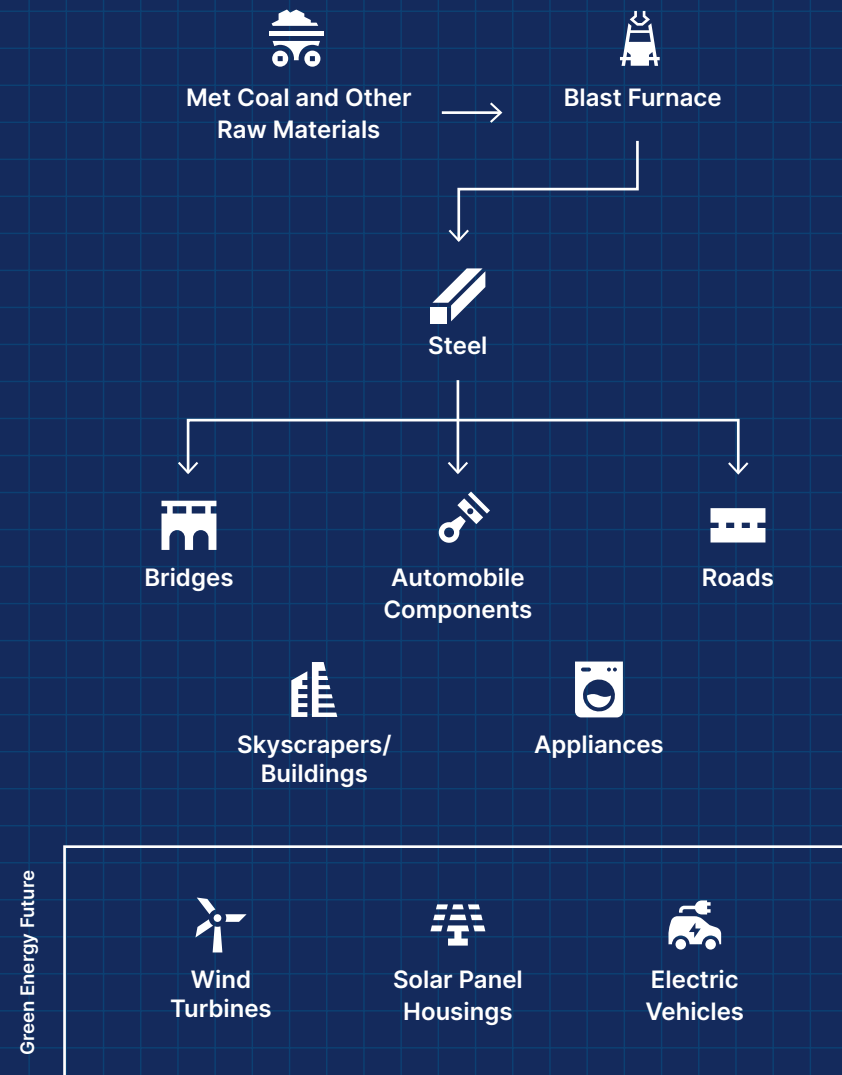 Met Coal and Other
Raw Materials
Blast Furnace
Steel
Bridges
Automobile
Components
Roads
Skyscrapers/
Buildings
Appliances
Green Energy Future
Wind
Turbines
Solar Panel
Housings
Electric
Vehicles